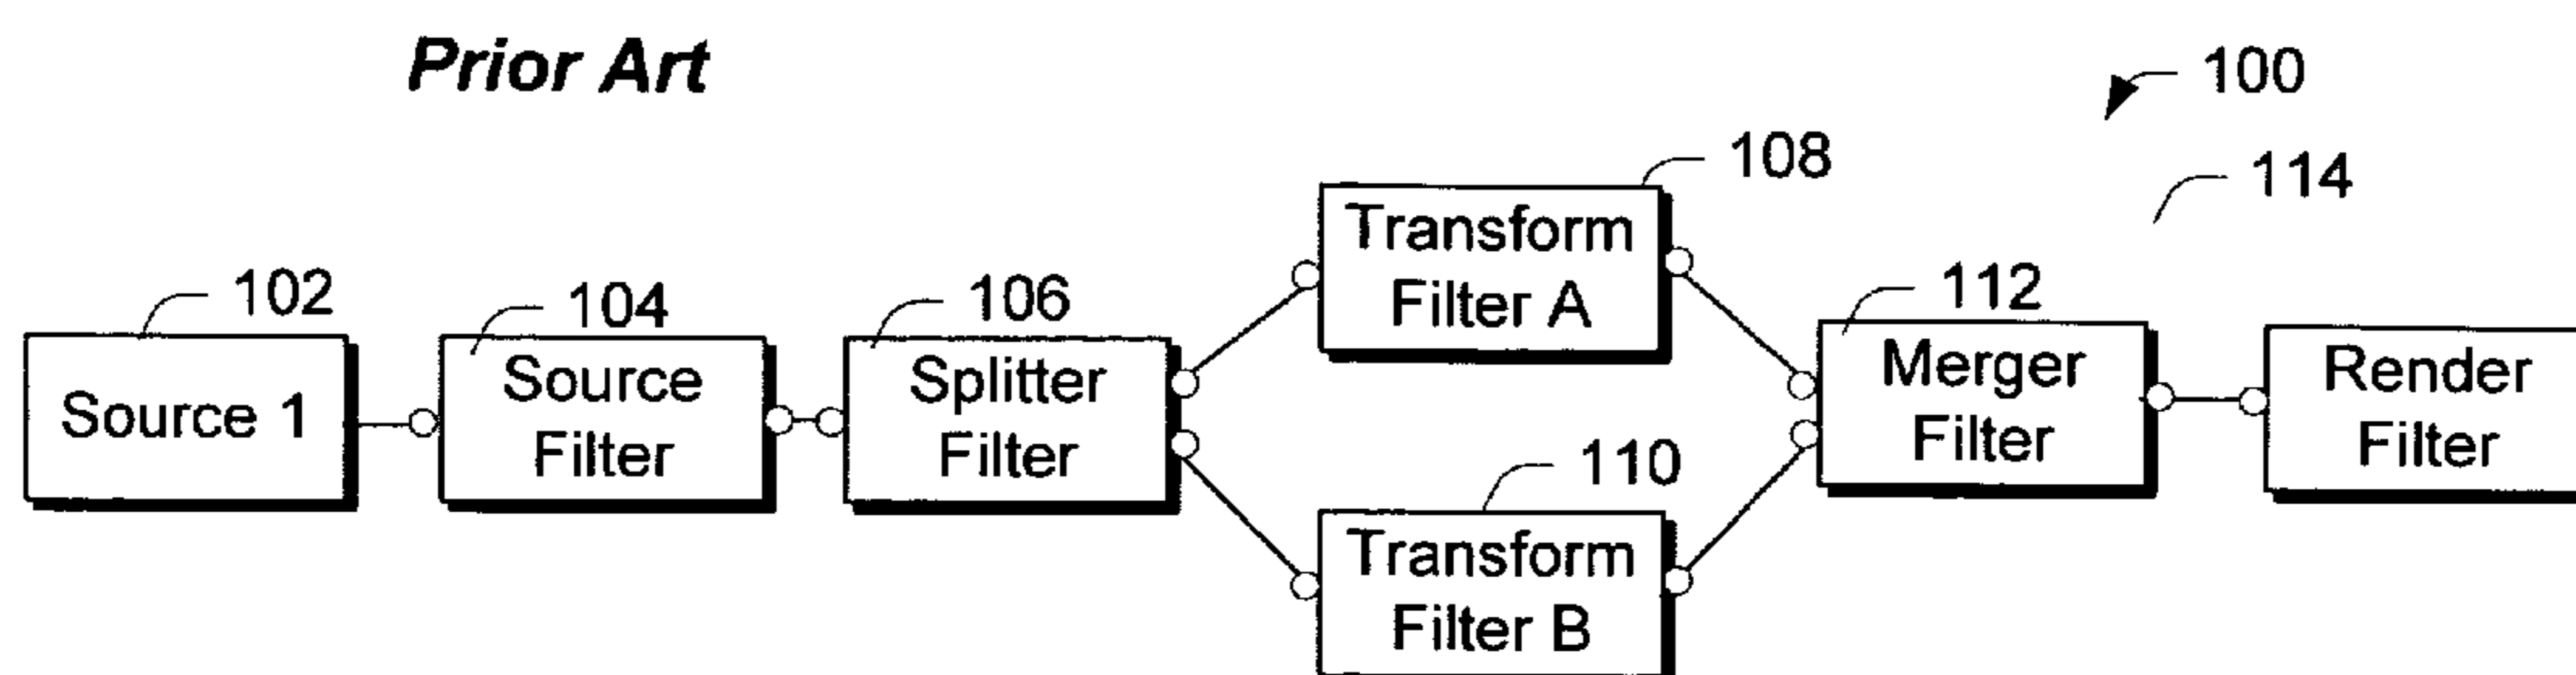 Prior Art
100
108
114
Transform
Filter A
102
104
106
112
Source 1
Source
Filter
Splitter
Filter
Merger
Filter
Render
Filter
110
Transform
Filter B